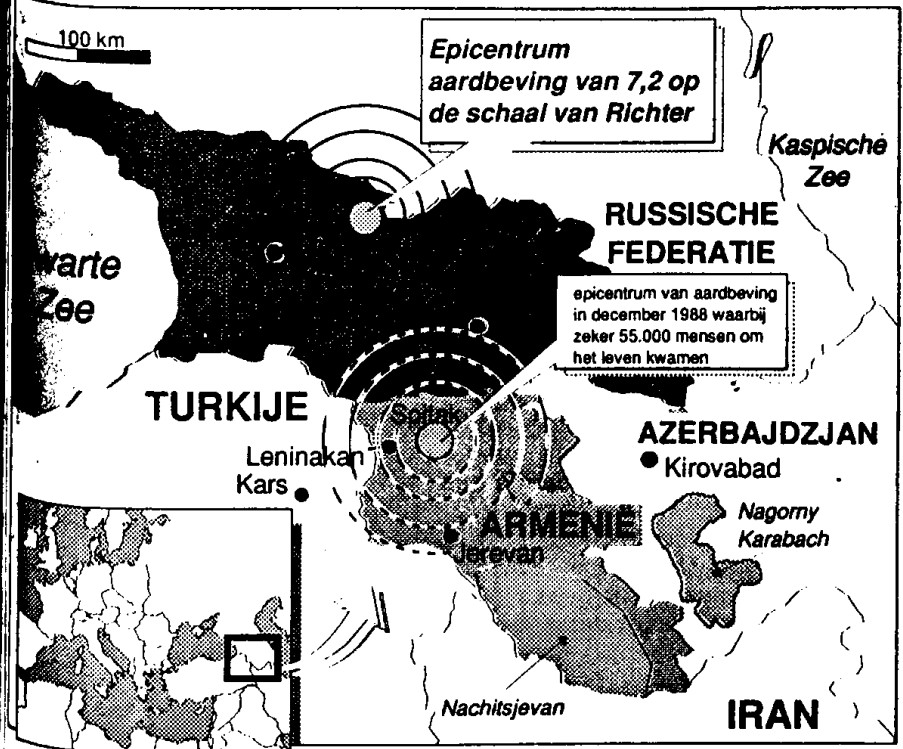 100 km
Epicentrum
aardbeving van 7,2 op
de schaal van Richter
Kaspische
Zee
RUSSISCHE
FEDERATIE
warte
Zee
epicentrum van aardbeving
in december 1988 waarbij
zeker 55.000 mensen om
het leven kwamen
TURKIJE
Spitak
AZERBAJDZJAN
Leninakan
Kirovabad
Kars
ARMENIË
Nagorny
Karabach
Jerevan
Nachitsjevan
IRAN